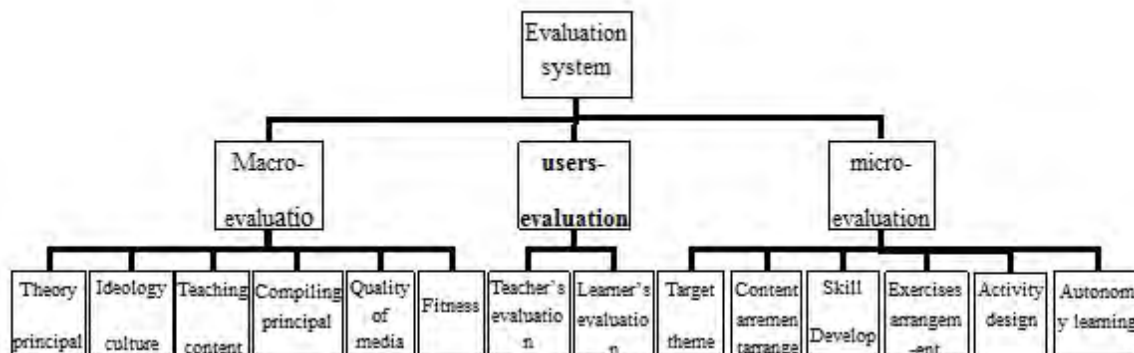 Evaluation
system
Macro-
evaluatio
users-
evaluation
micro-
evaluation
Theory
principal
Ideology
culture
Teaching
content
Compiling
principal
Quality
of
media
Fitness
Teacher's
evaluatio
n
Learner's
evaluatio
n
Target
theme
Content
arremen
tarrange
Skill
Develop
Exercises
arrangem
-ent
Activity
design
Autonom
y learning